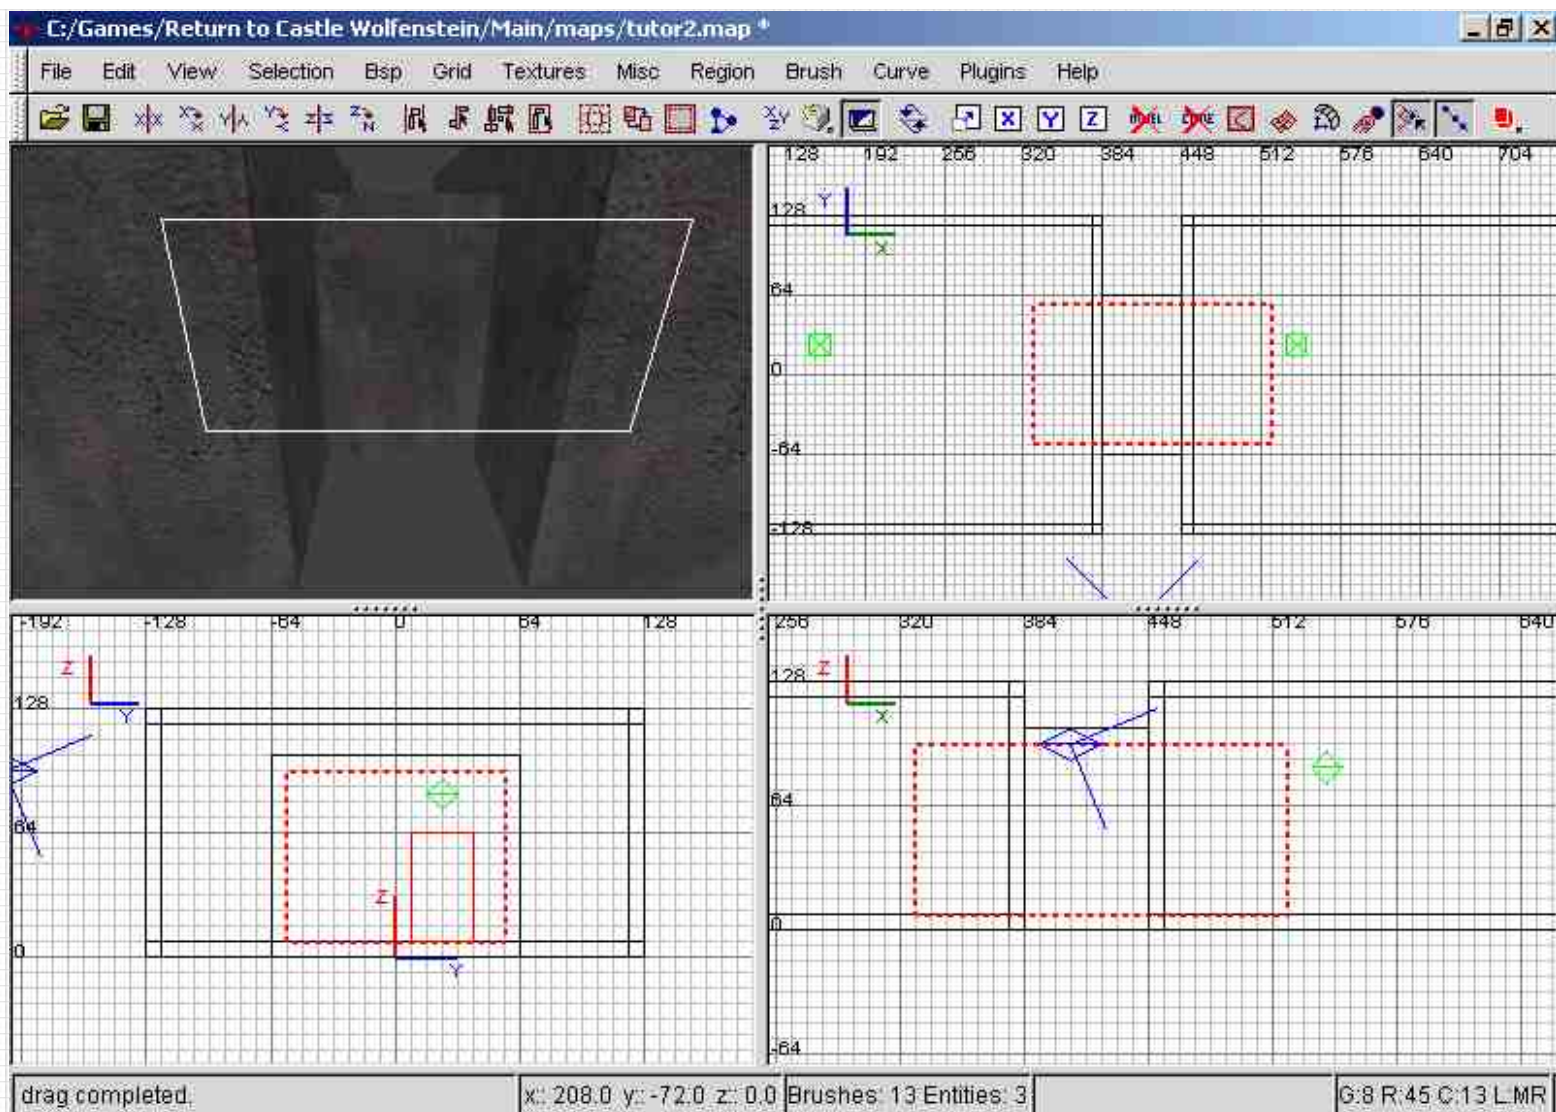 C:/Games/Return to Castle Wolfenstein/Main/maps/tutor2.map *
File Edit View Selection Bsp Grid Textures Misc Region Brush Curve Plugins Help
X Y Z
128 192 256 320 384 448 512 576 640 704
128
Y
X
64
0
-64
-128
-192 -128 -64 0 64 128
Z
128
Y
64
Z
0
Y
256 320 384 448 512 576 640
128 Z
X
64
0
-64
drag completed.
x:: 208.0 y:: -72.0 z:: 0.0
Brushes: 13 Entities: 3
G:8 R:45 C:13 L:MR